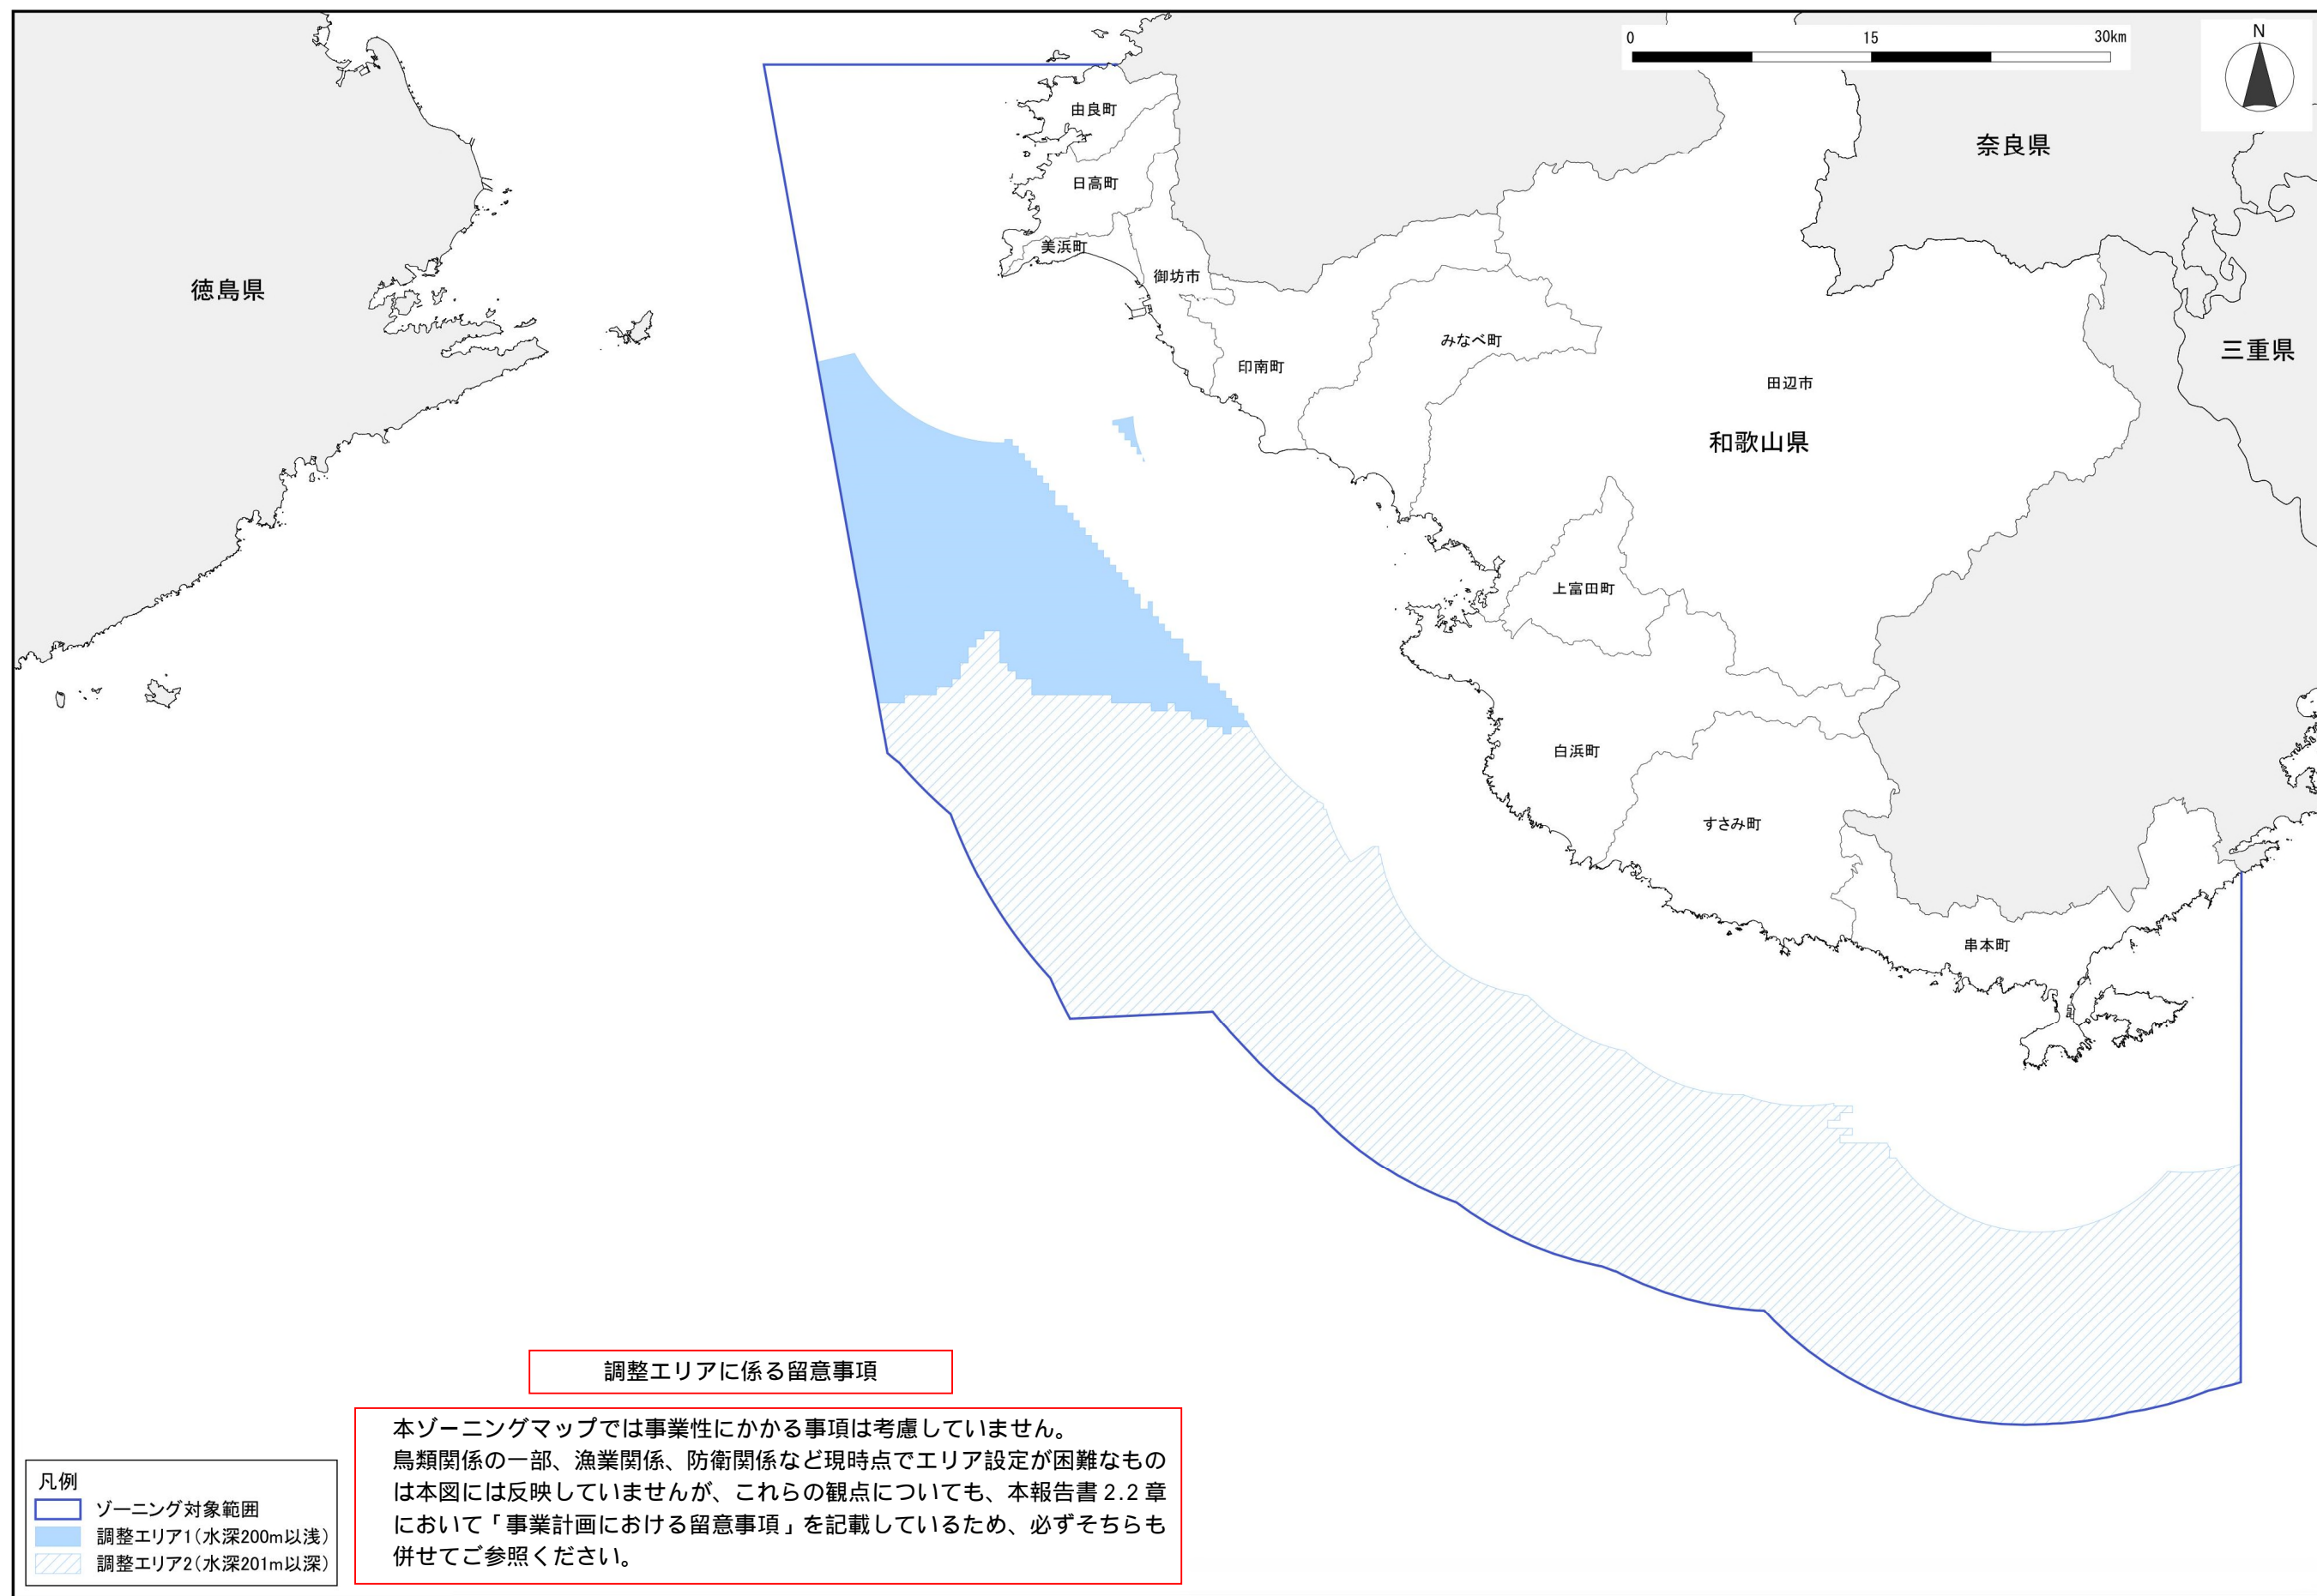 0 15 30km
N
由良町
奈良県
日高町
美浜町
御坊市
徳島県
みなべ町
三重県
印南町
田辺市
和歌山県
上富田町
白浜町
すさみ町
串本町
調整エリアに係る留意事項
本ゾーニングマップでは事業性にかかる事項は考慮していません。
鳥類関係の一部、漁業関係、防衛関係など現時点でエリア設定が困難なもの
は本図には反映していませんが、これらの観点についても、本報告書 2.2 章
において「事業計画における留意事項」を記載しているため、必ずそちらも
併せてご参照ください。
凡例
ゾーニング対象範囲
調整エリア1(水深200m以浅)
調整エリア2(水深201m以深)